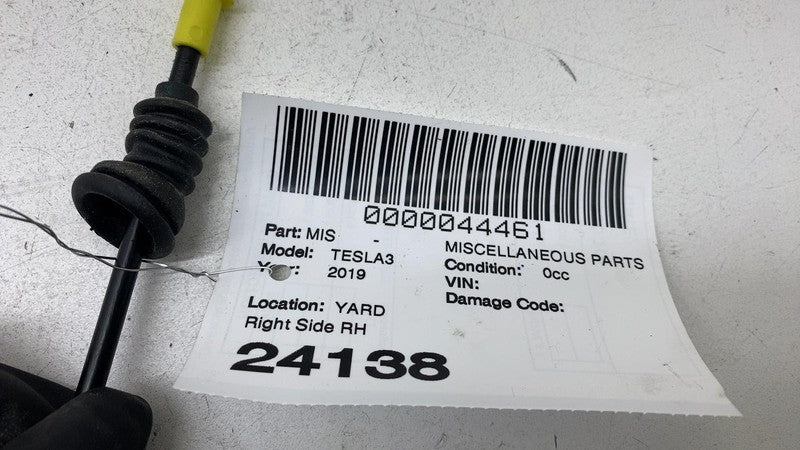 0000044461
Part: MIS -
MISCELLANEOUS PARTS
Model: TESLA3
Condition: 0cc
Year: 2019
VIN:
Damage Code:
Location: YARD
Right Side RH
24138